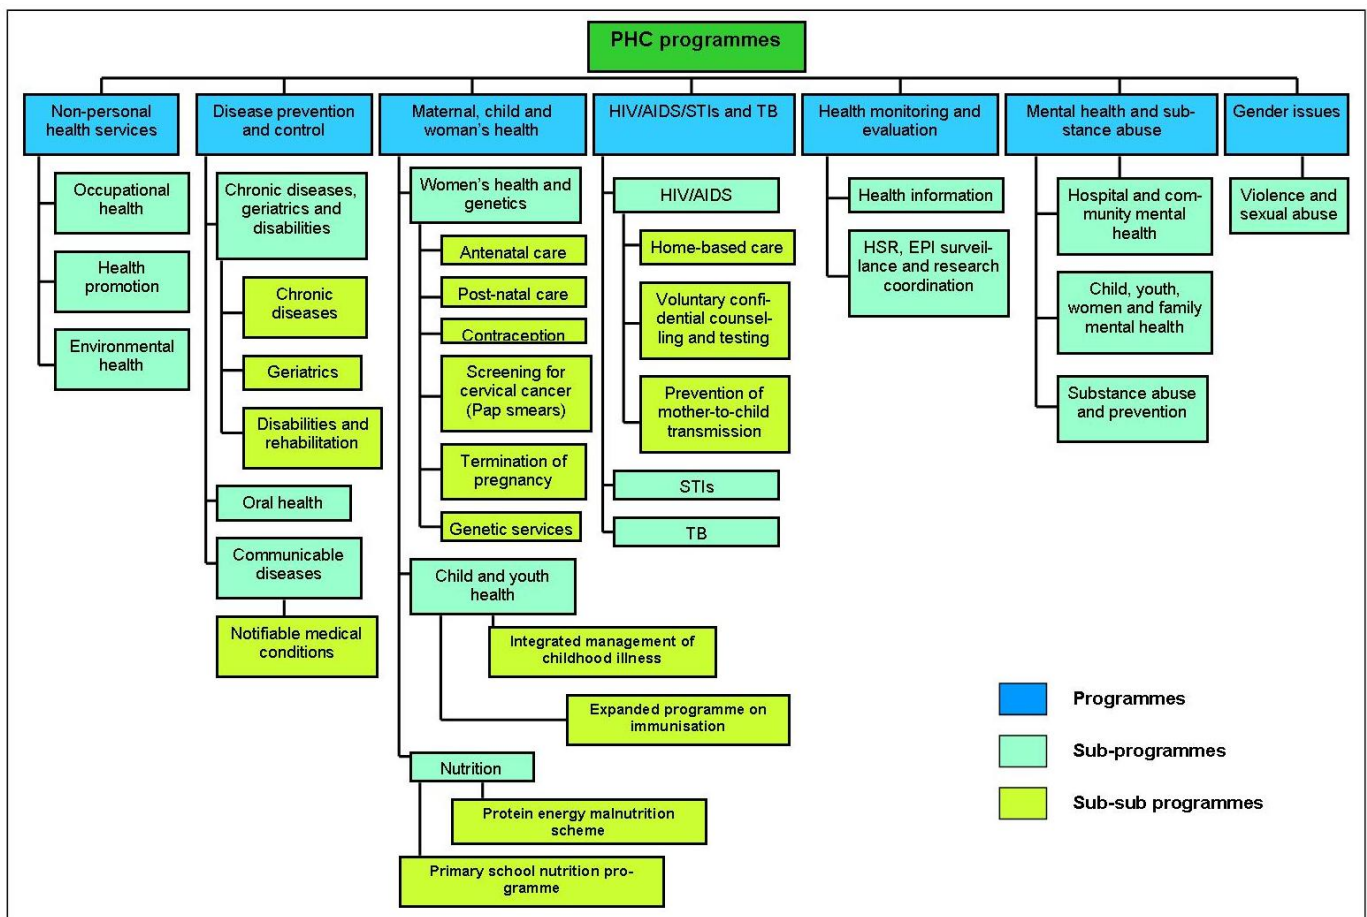 PHC programmes
Non-personal
health services
Occupational
health
Health
promotion
Environmental
health
Disease prevention
and control
Chronic diseases,
geriatrics and
disabilities
Chronic
diseases
Geriatrics
Disabilities and
rehabilitation
Oral health
Communicable
diseases
Notifiable medical
conditions
Maternal, child and
woman's health
Women's health and
genetics
Antenatal care
Post-natal care
Contraception
Screening for
cervical cancer
(Pap smears)
Termination of
pregnancy
Genetic services
Child and youth
health
Integrated management of
childhood illness
Expanded programme on
immunisation
Nutrition
Protein energy malnutrition
scheme
Primary school nutrition pro-
gramme
HIV/AIDS/STIs and TB
HIV/AIDS
Home-based care
Voluntary confi-
dential counsel-
ling and testing
Prevention of
mother-to-child
transmission
STIs
TB
Health monitoring and
evaluation
Health information
HSR, EPI surveil-
lance and research
coordination
Mental health and sub-
stance abuse
Hospital and com-
munity mental
health
Child, youth,
women and family
mental health
Substance abuse
and prevention
Gender issues
Violence and
sexual abuse
Programmes
Sub-programmes
Sub-sub programmes